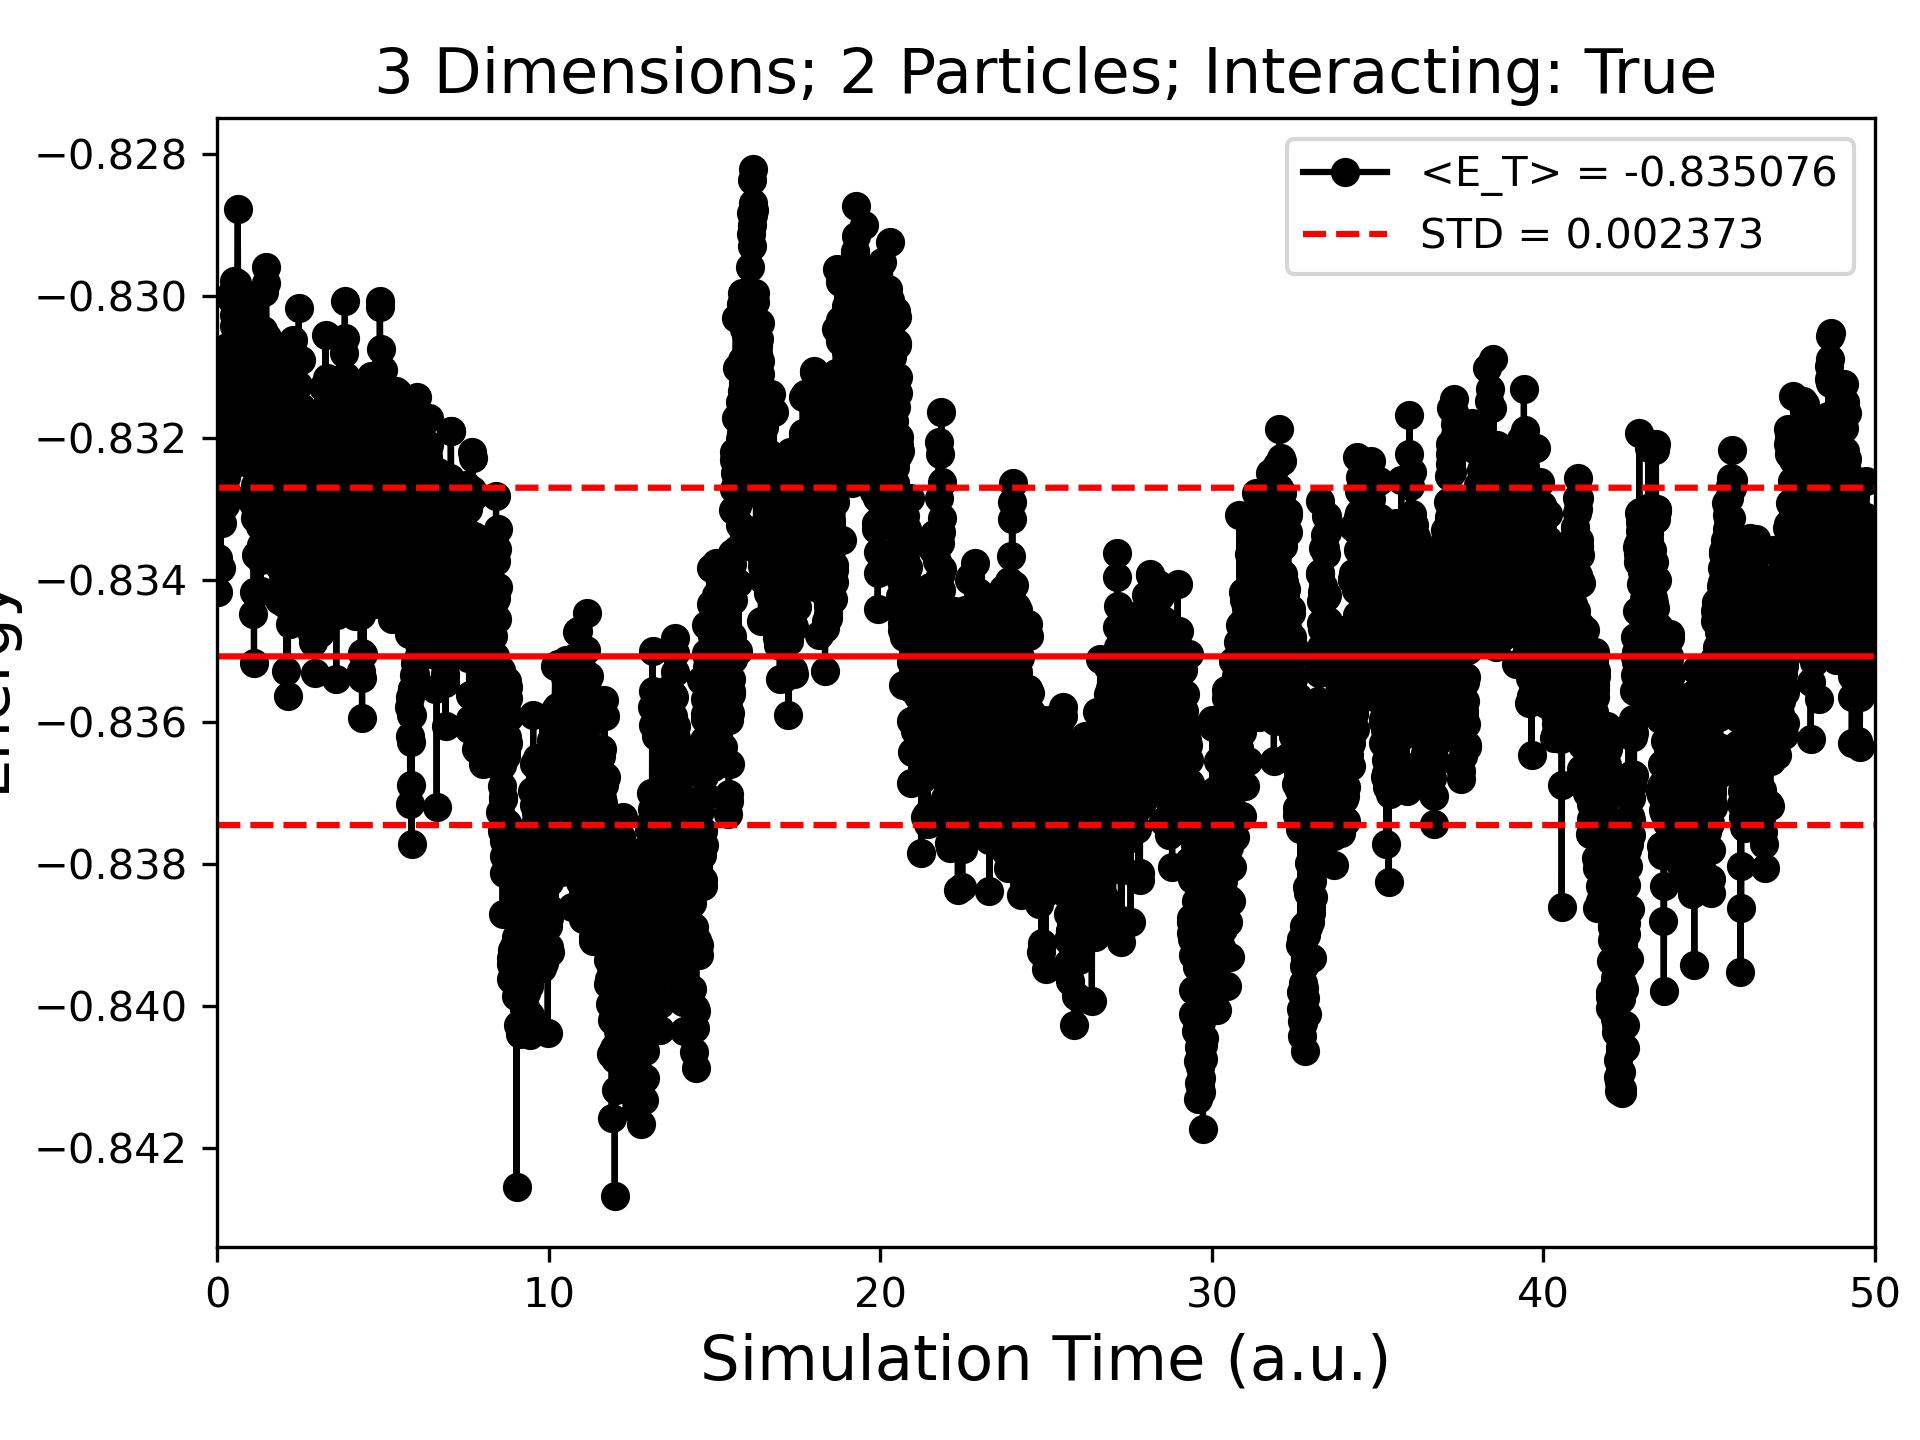 3 Dimensions; 2 Particles; Interacting: True
<E_T> = -0.835076
STD = 0.002373
−0.828
−0.830
−0.832
−0.834
−0.836
−0.838
−0.840
−0.842
0 10 20 30 40 50
Simulation Time (a.u.)
Energy